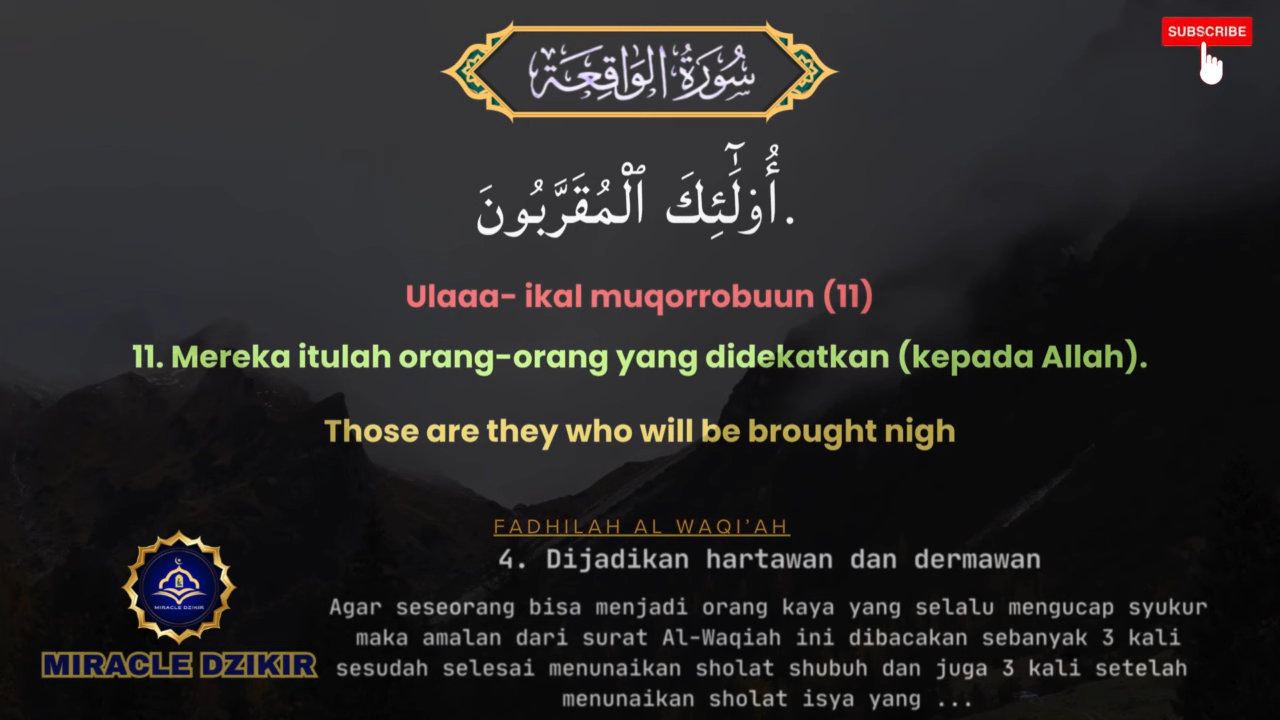 SUBSCRIBE
سُورَةُ الوَاقِعَة
أُو۟لَٰٓئِكَ ٱلْمُقَرَّبُونَ.
Ulaaa- ikal muqorrobuun (11)
11. Mereka itulah orang-orang yang didekatkan (kepada Allah).
Those are they who will be brought nigh
FADHILAH AL WAQI'AH
4. Dijadikan hartawan dan dermawan
Agar seseorang bisa menjadi orang kaya yang selalu mengucap syukur
maka amalan dari surat Al-Waqiah ini dibacakan sebanyak 3 kali
sesudah selesai menunaikan sholat shubuh dan juga 3 kali setelah
menunaikan sholat isya yang ...
MIRACLE DZIKIR
MIRACLE DZIKIR